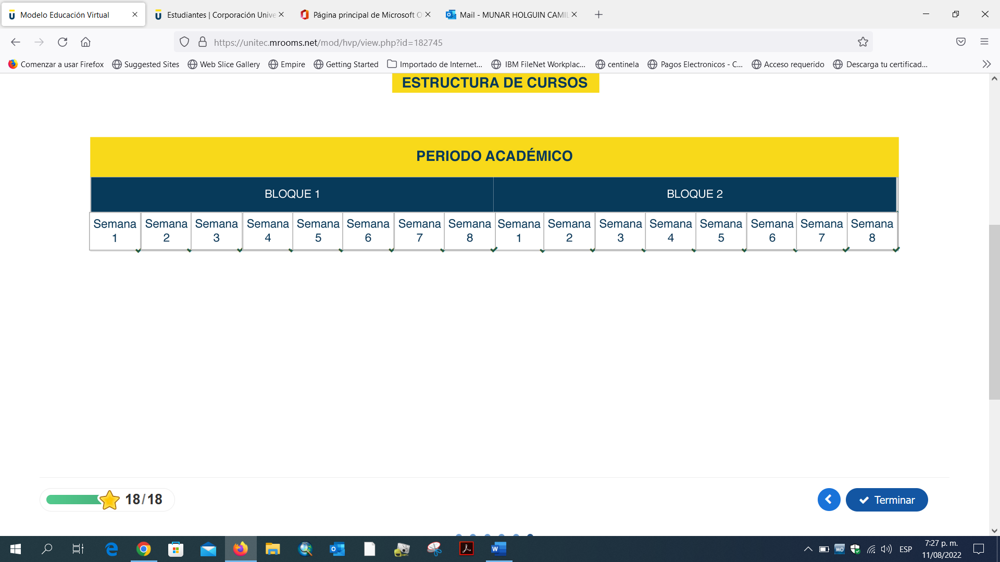 Modelo Educación Virtual
Estudiantes | Corporación Unive
Página principal de Microsoft O
Mail - MUNAR HOLGUIN CAMIL
https://unitec.mrooms.net/mod/hvp/view.php?id=182745
Comenzar a usar Firefox
Suggested Sites
Web Slice Gallery
Empire
Getting Started
Importado de Internet...
IBM FileNet Workplac...
centinela
Pagos Electronicos - C...
Acceso requerido
Descarga tu certificad...
ESTRUCTURA DE CURSOS
PERIODO ACADÉMICO
BLOQUE 1
BLOQUE 2
Semana 1
Semana 2
Semana 3
Semana 4
Semana 5
Semana 6
Semana 7
Semana 8
Semana 1
Semana 2
Semana 3
Semana 4
Semana 5
Semana 6
Semana 7
Semana 8
18/18
Terminar
ESP
7:27 p. m.
11/08/2022